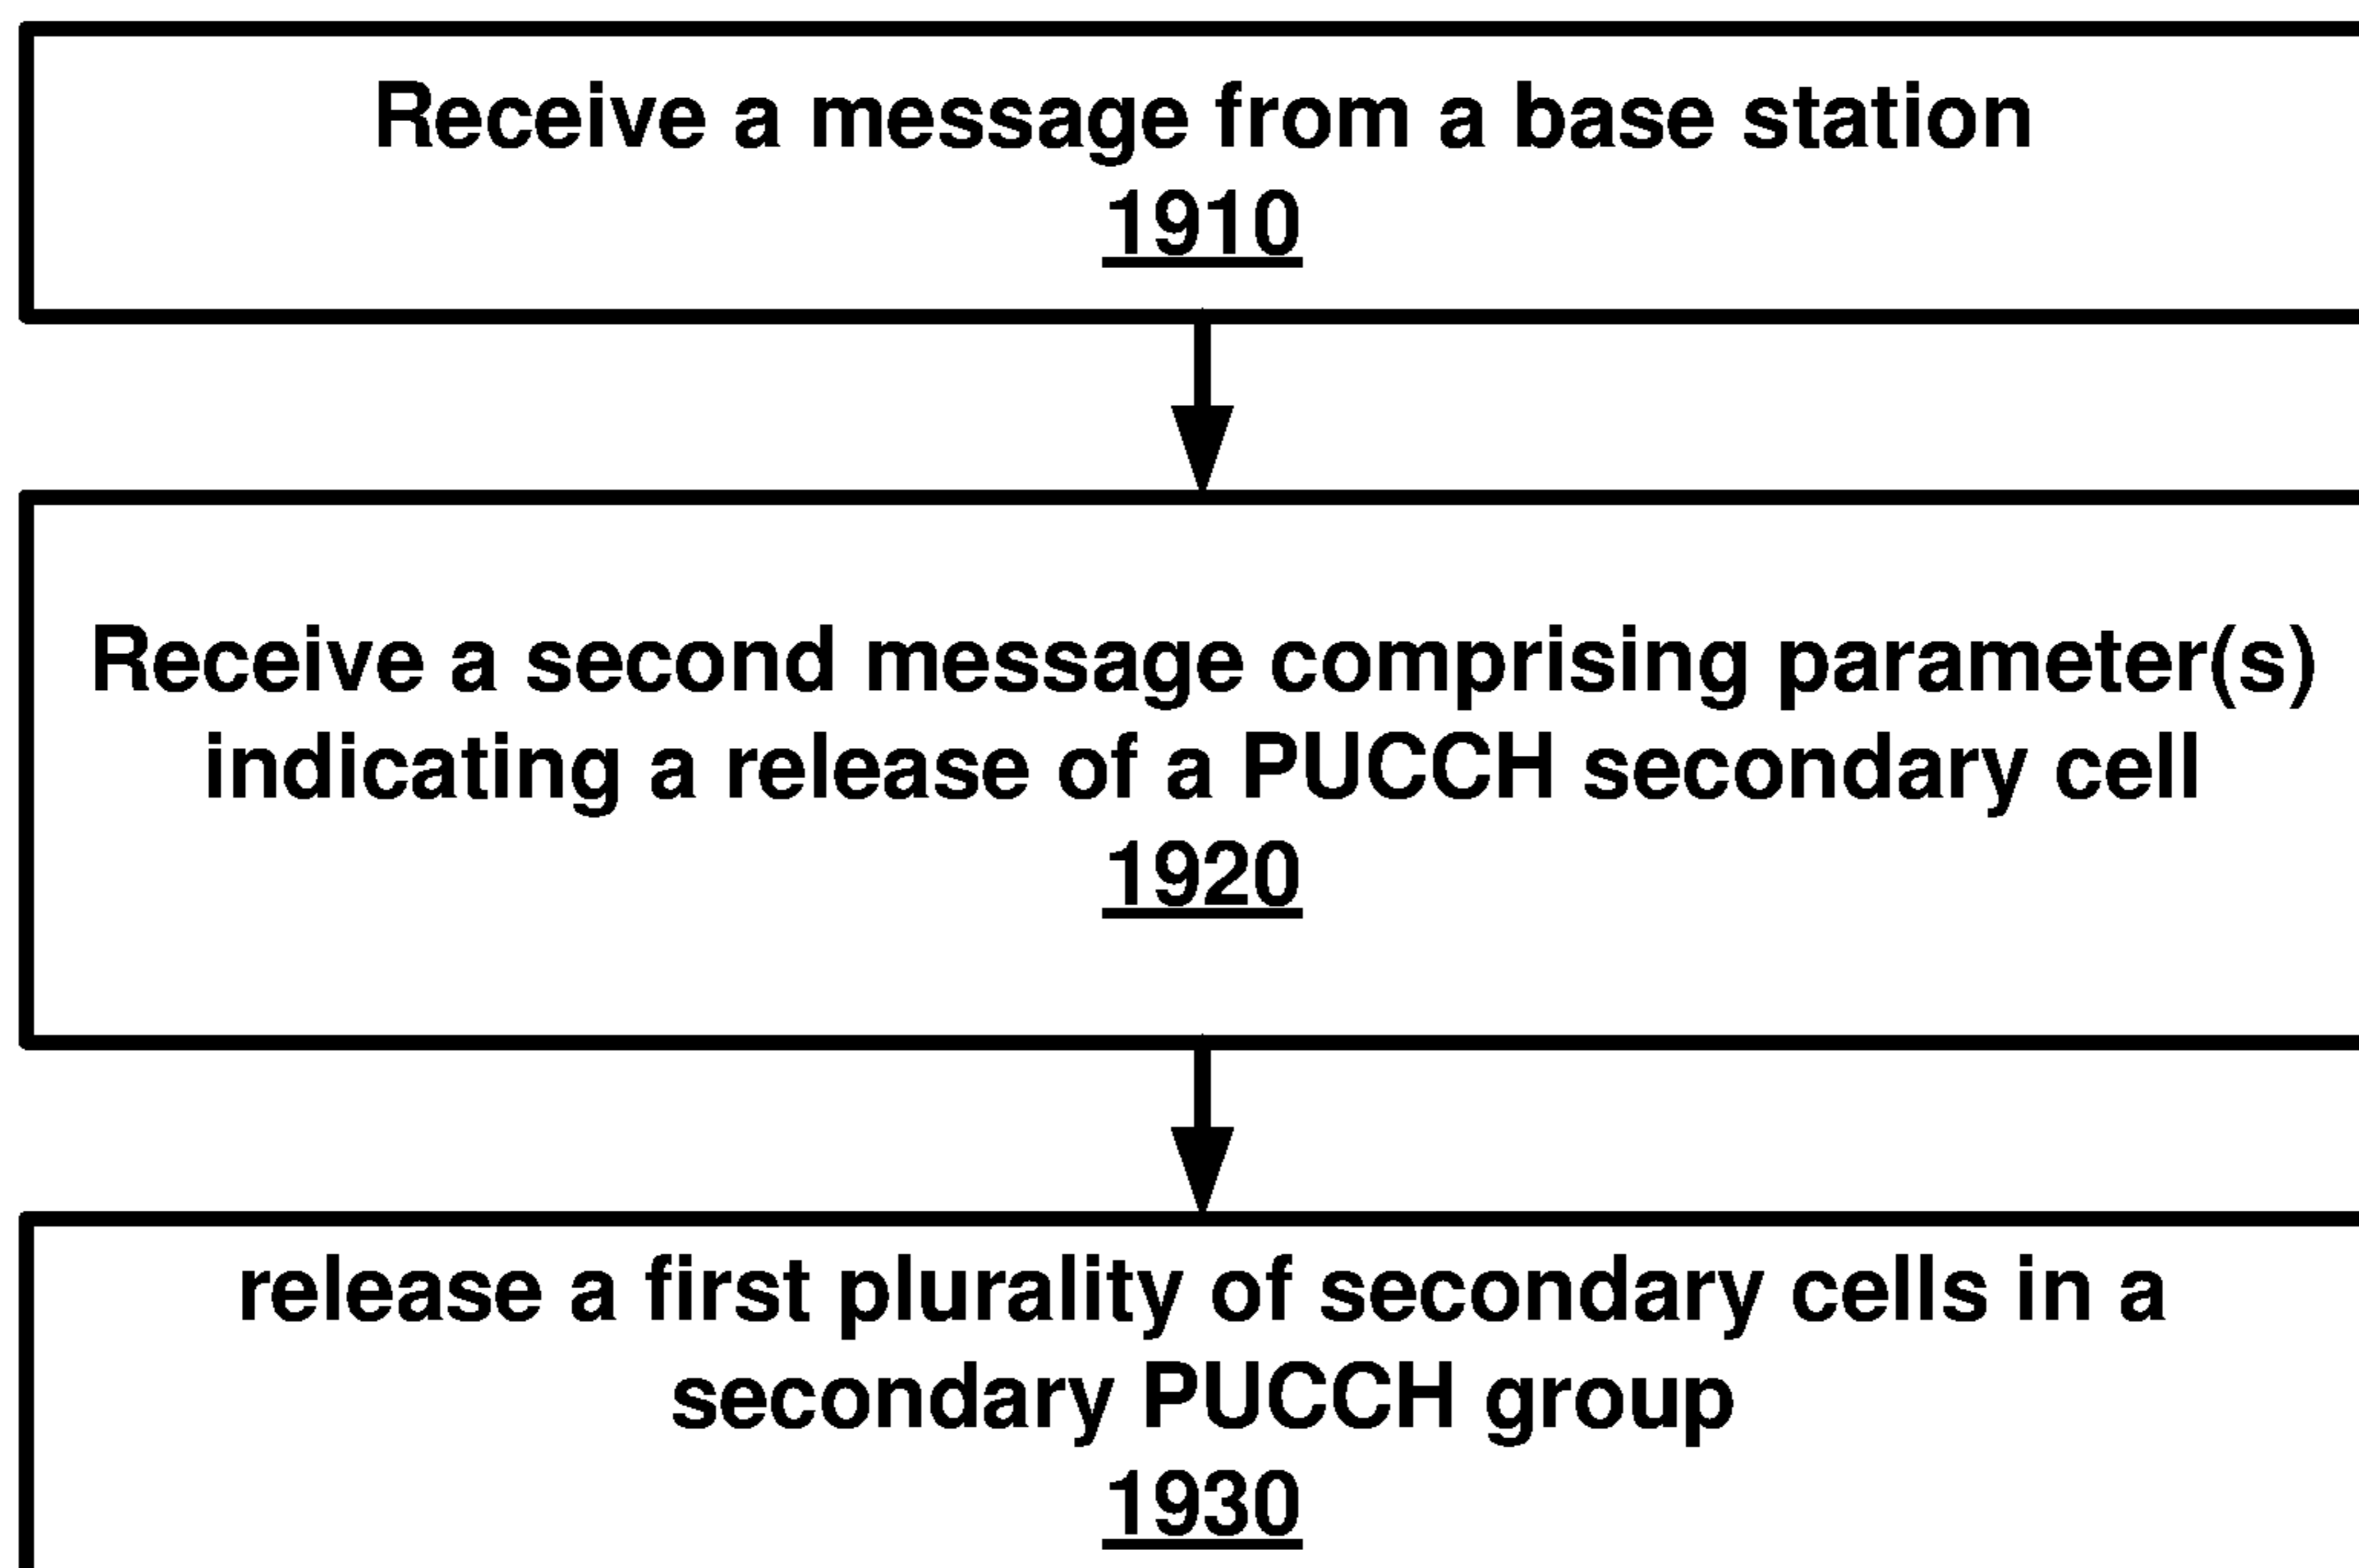 Receive a message from a base station
1910
Receive a second message comprising parameter(s)
indicating a release of a PUCCH secondary cell
1920
release a first plurality of secondary cells in a
secondary PUCCH group
1930